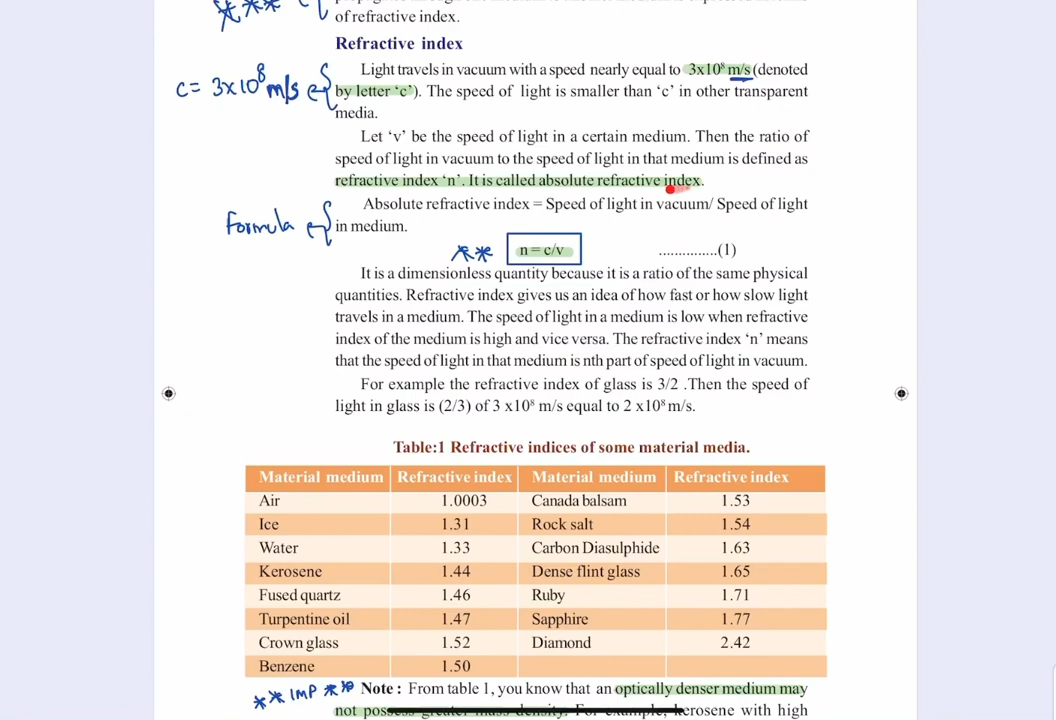 of refractive index.
Refractive index
Light travels in vacuum with a speed nearly equal to 3x10⁸ m/s (denoted
C = 3x10⁸ m/s
by letter ‘c’). The speed of light is smaller than ‘c’ in other transparent
media.
Let ‘v’ be the speed of light in a certain medium. Then the ratio of
speed of light in vacuum to the speed of light in that medium is defined as
refractive index ‘n’. It is called absolute refractive index.
Absolute refractive index = Speed of light in vacuum/ Speed of light
Formula
in medium.
n = c/v ...............(1)
It is a dimensionless quantity because it is a ratio of the same physical
quantities. Refractive index gives us an idea of how fast or how slow light
travels in a medium. The speed of light in a medium is low when refractive
index of the medium is high and vice versa. The refractive index ‘n’ means
that the speed of light in that medium is nth part of speed of light in vacuum.
For example the refractive index of glass is 3/2 .Then the speed of
light in glass is (2/3) of 3 x10⁸ m/s equal to 2 x10⁸ m/s.
Table:1 Refractive indices of some material media.
Material medium Refractive index Material medium Refractive index
Air 1.0003 Canada balsam 1.53
Ice 1.31 Rock salt 1.54
Water 1.33 Carbon Diasulphide 1.63
Kerosene 1.44 Dense flint glass 1.65
Fused quartz 1.46 Ruby 1.71
Turpentine oil 1.47 Sapphire 1.77
Crown glass 1.52 Diamond 2.42
Benzene 1.50
** IMP ** Note : From table 1, you know that an optically denser medium may
not possess greater mass density. For example, kerosene with high